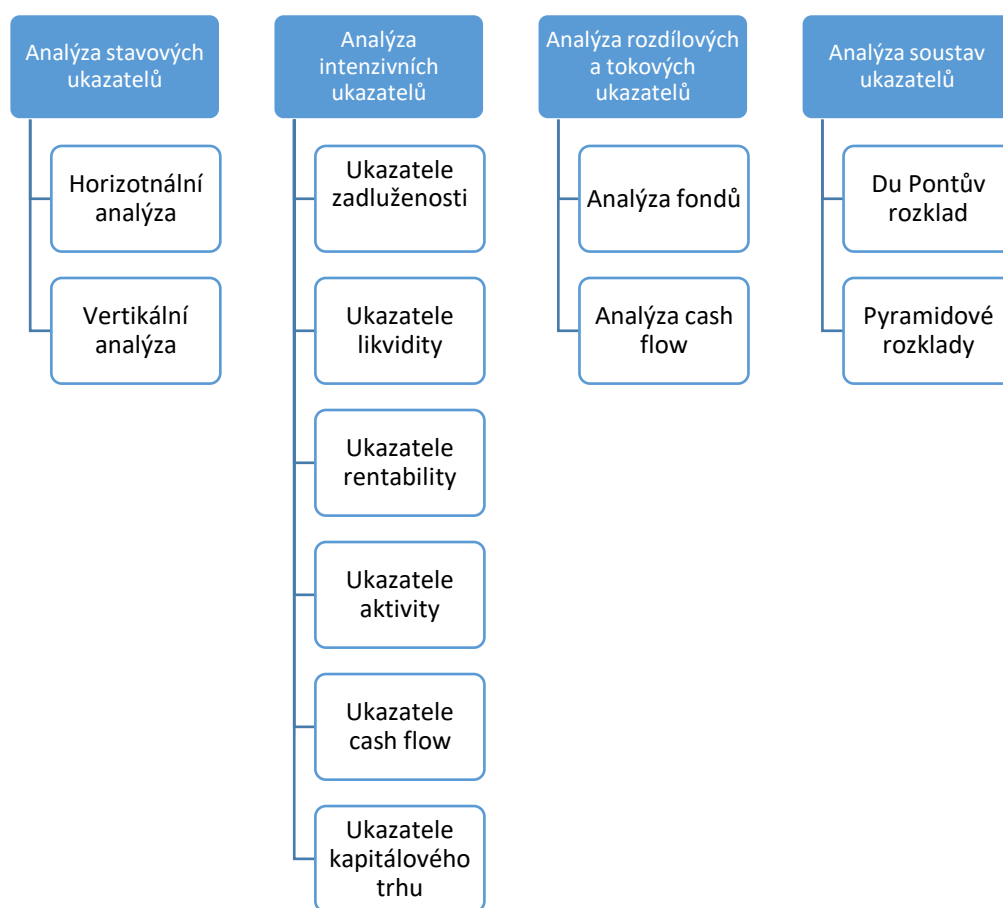 Analýza stavových
ukazatelů
Horizotnální
analýza
Vertikální
analýza
Analýza
intenzivních
ukazatelů
Ukazatele
zadluženosti
Ukazatele
likvidity
Ukazatele
rentability
Ukazatele
aktivity
Ukazatele
cash flow
Ukazatele
kapitálového
trhu
Analýza rozdílových
a tokových
ukazatelů
Analýza fondů
Analýza cash
flow
Analýza soustav
ukazatelů
Du Pontův
rozklad
Pyramidové
rozklady